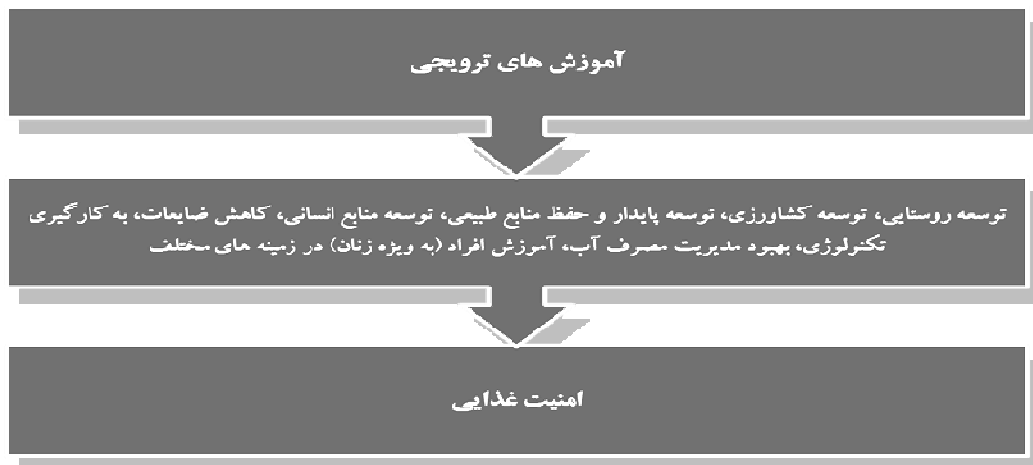 آموزش های ترویجی
توسعه روستایی، توسعه کشاورزی، توسعه پایدار و حفظ منابع طبیعی، توسعه منابع انسانی، کاهش ضایعات، به کارگیری
تکنولوژی، بهبود مدیریت مصرف آب، آموزش افراد (به ویژه زنان) در زمینه های مختلف
امنیت غذایی